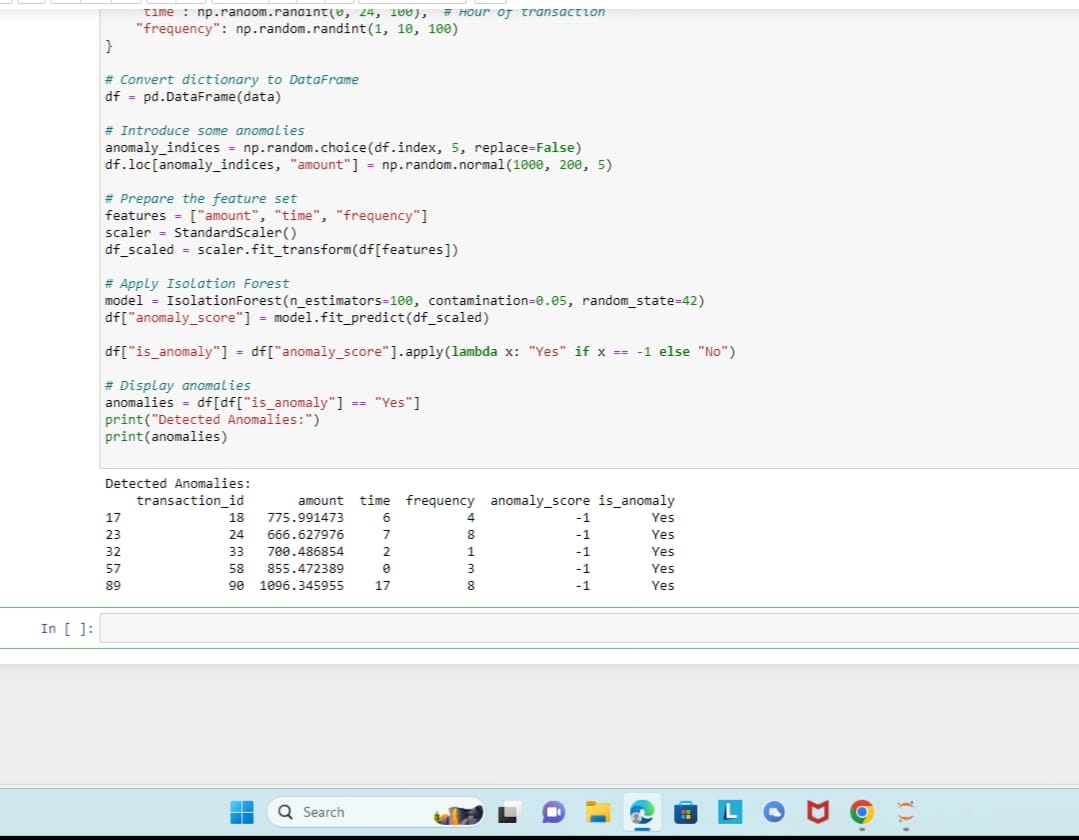 "time": np.random.randint(0, 24, 100),  # Hour of transaction
"frequency": np.random.randint(1, 10, 100)
}
# Convert dictionary to DataFrame
df = pd.DataFrame(data)
# Introduce some anomalies
anomaly_indices = np.random.choice(df.index, 5, replace=False)
df.loc[anomaly_indices, "amount"] = np.random.normal(1000, 200, 5)
# Prepare the feature set
features = ["amount", "time", "frequency"]
scaler = StandardScaler()
df_scaled = scaler.fit_transform(df[features])
# Apply Isolation Forest
model = IsolationForest(n_estimators=100, contamination=0.05, random_state=42)
df["anomaly_score"] = model.fit_predict(df_scaled)
df["is_anomaly"] = df["anomaly_score"].apply(lambda x: "Yes" if x == -1 else "No")
# Display anomalies
anomalies = df[df["is_anomaly"] == "Yes"]
print("Detected Anomalies:")
print(anomalies)
Detected Anomalies:
transaction_id amount time frequency anomaly_score is_anomaly
17 18 775.991473 6 4 -1 Yes
23 24 666.627976 7 8 -1 Yes
32 33 700.486854 2 1 -1 Yes
57 58 855.472389 0 3 -1 Yes
89 90 1096.345955 17 8 -1 Yes
In [ ]:
Search
L